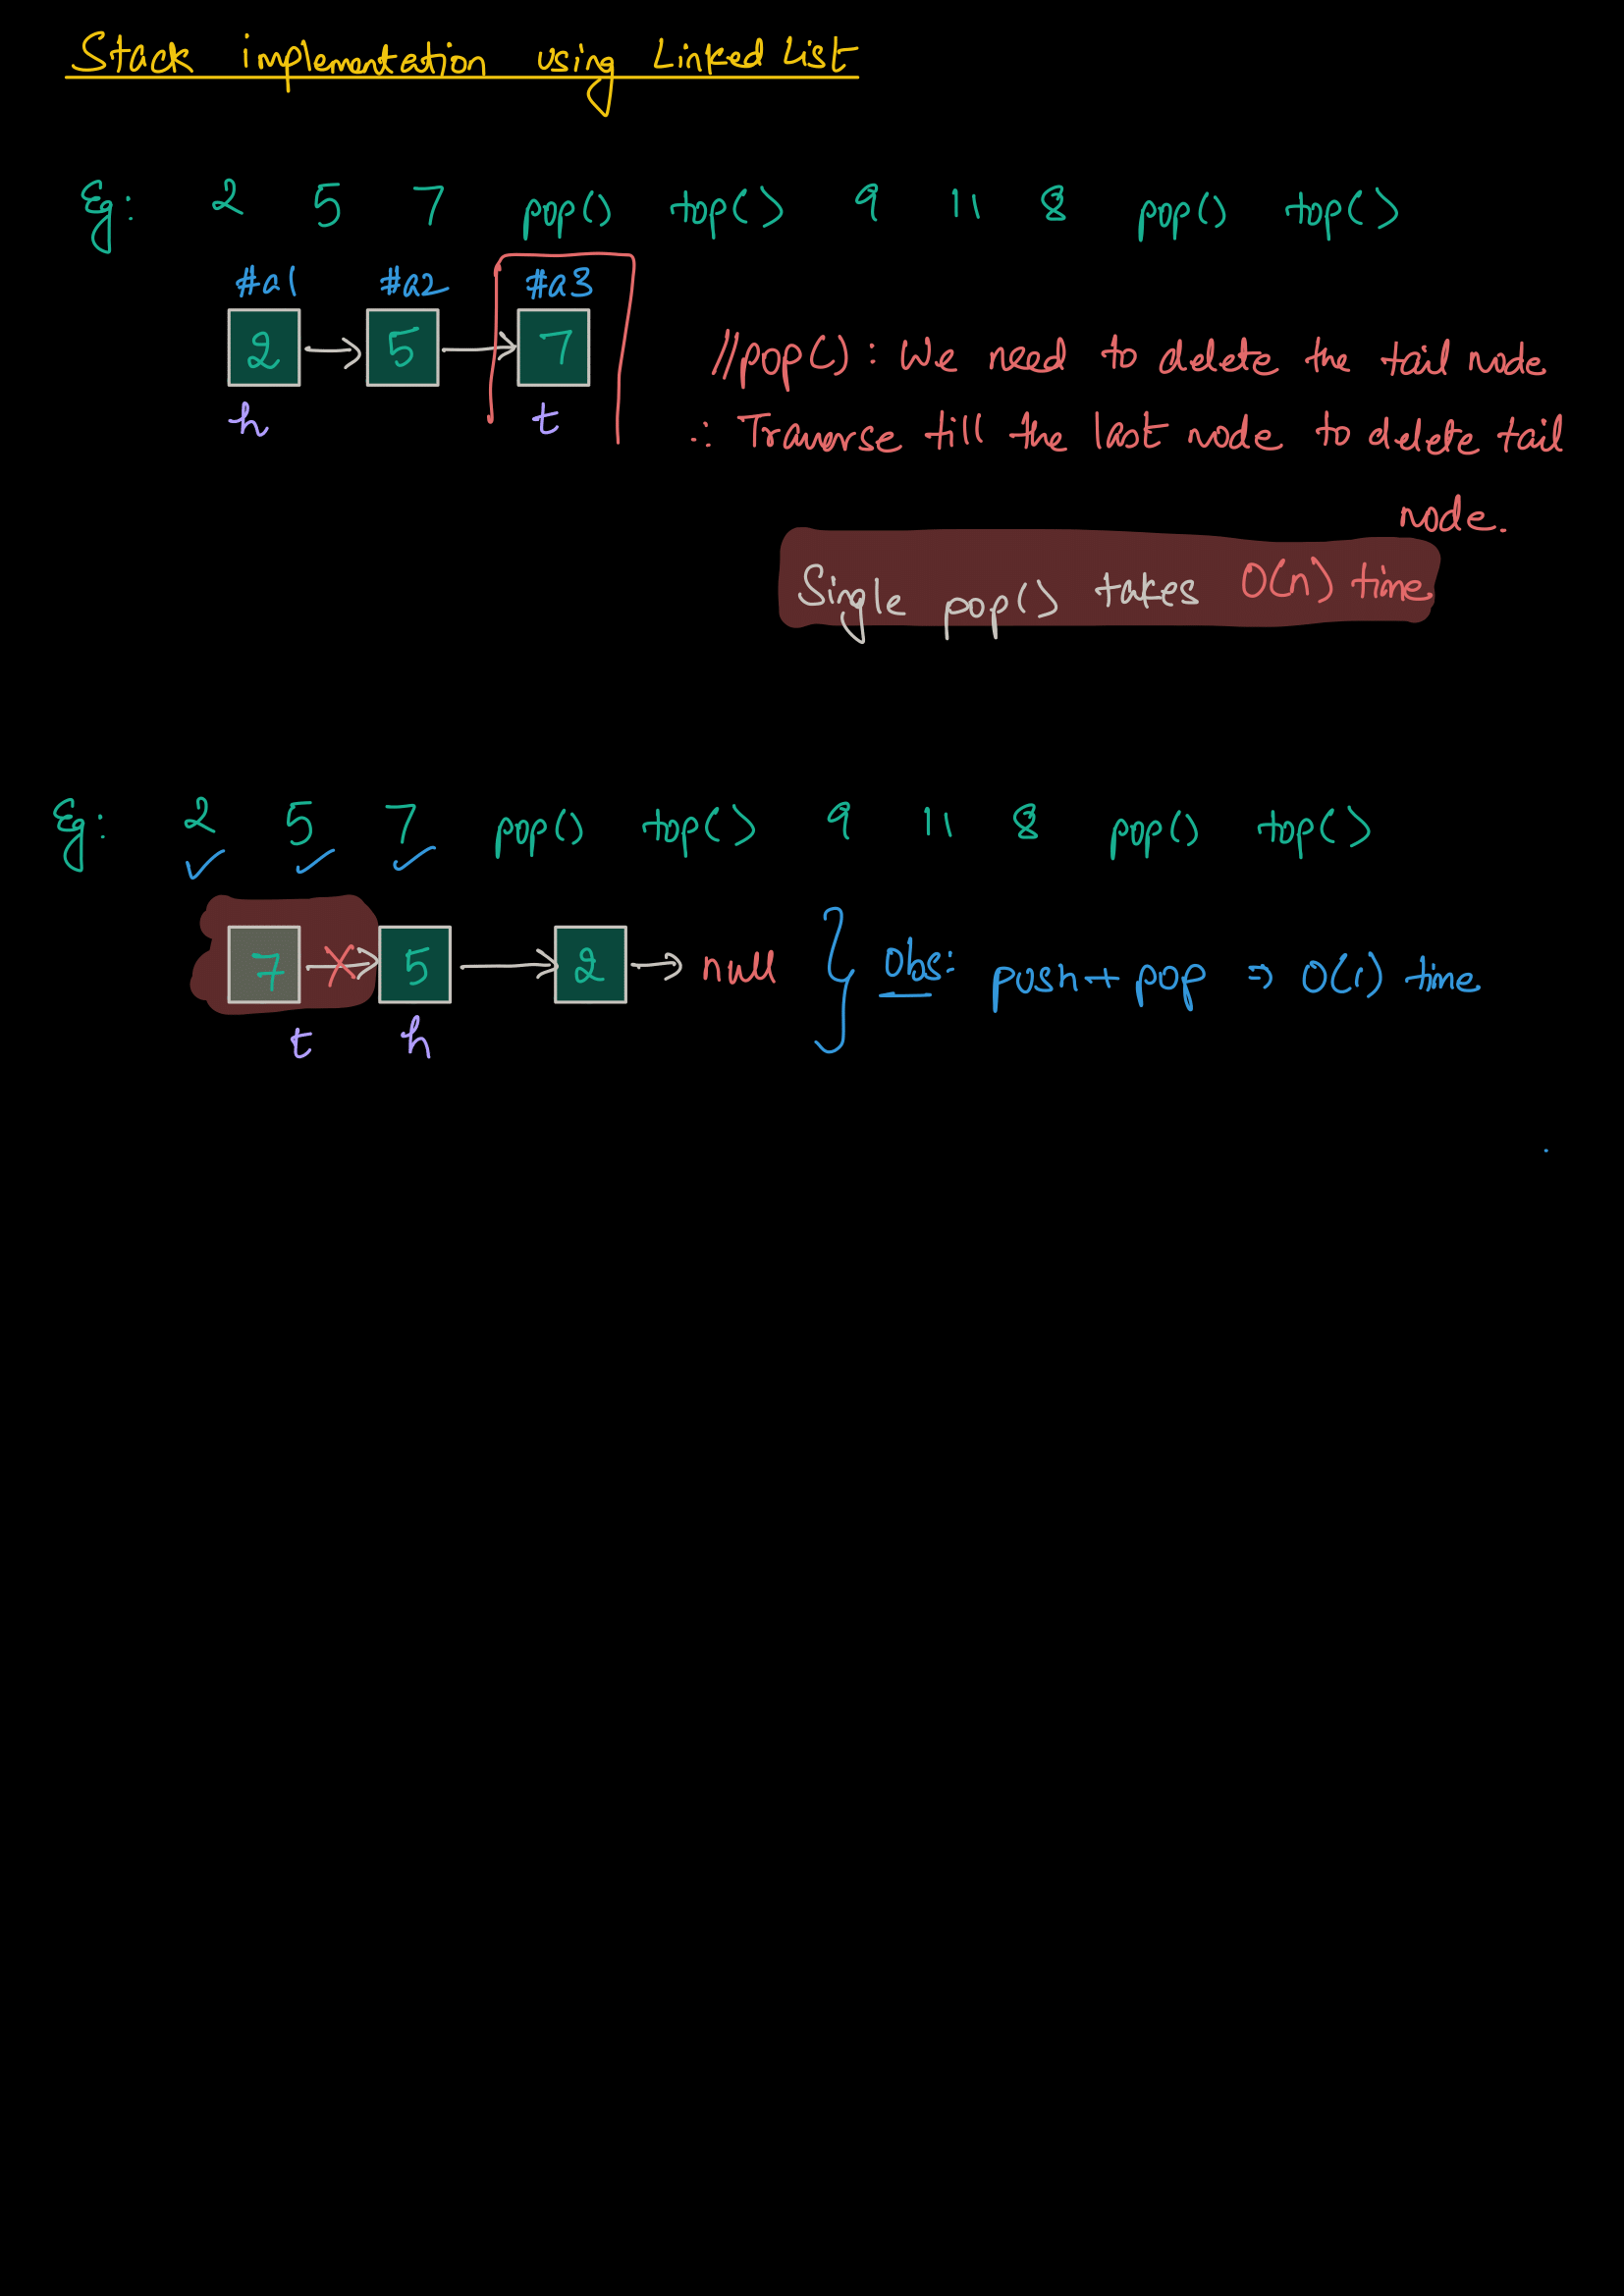 Stack implementation using Linked List
Eg: 2 5 7 pop() top() 9 11 8 pop() top()
#a1 #a2 #a3
2 → 5 → 7
h t
//pop() : We need to delete the tail node
∴ Traverse till the last node to delete tail
node.
Single pop() takes O(n) time
Eg: 2 5 7 pop() top() 9 11 8 pop() top()
✓ ✓ ✓
7 → 5 → 2 → null } Obs: push + pop ⇒ O(1) time
t h